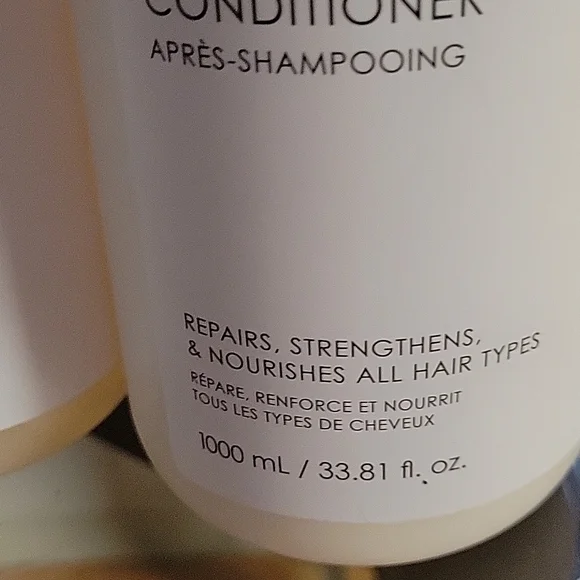 CONDITIONER
APRÈS-SHAMPOOING
REPAIRS, STRENGTHENS,
& NOURISHES ALL HAIR TYPES
RÉPARE, RENFORCE ET NOURRIT
TOUS LES TYPES DE CHEVEUX
1000 mL / 33.81 fl. oz.